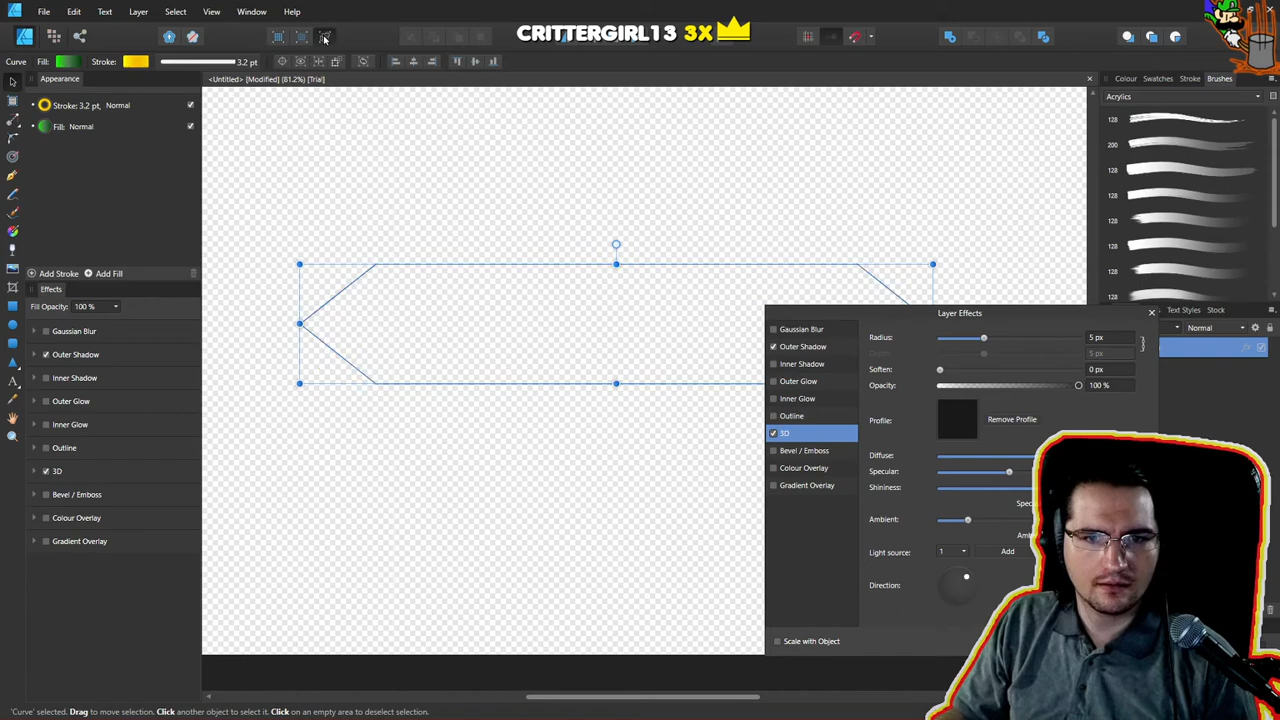 File Edit Text Layer Select View Window Help
CRITTERGIRL13 3X
Curve Fill: Stroke: 3.2 pt
Appearance
<Untitled> [Modified] (81.2%) [Trial]
Colour Swatches Stroke Brushes
Stroke: 3.2 pt, Normal
Acrylics
Fill: Normal
128
200
128
128
128
128
128
128
Add Stroke Add Fill
Effects
Fill Opacity: 100 %
Gaussian Blur
Outer Shadow
Inner Shadow
Outer Glow
Inner Glow
Outline
3D
Bevel / Emboss
Colour Overlay
Gradient Overlay
Text Styles Stock
Normal
Layer Effects
Gaussian Blur
Outer Shadow
Inner Shadow
Outer Glow
Inner Glow
Outline
3D
Bevel / Emboss
Colour Overlay
Gradient Overlay
Radius: 5 px
5 px
Soften: 0 px
Opacity: 100 %
Profile: Remove Profile
Diffuse:
Specular:
Shininess:
Ambient:
Light source: 1 Add
Direction:
Scale with Object
'Curve' selected. Drag to move selection. Click another object to select it. Click on an empty area to deselect selection.